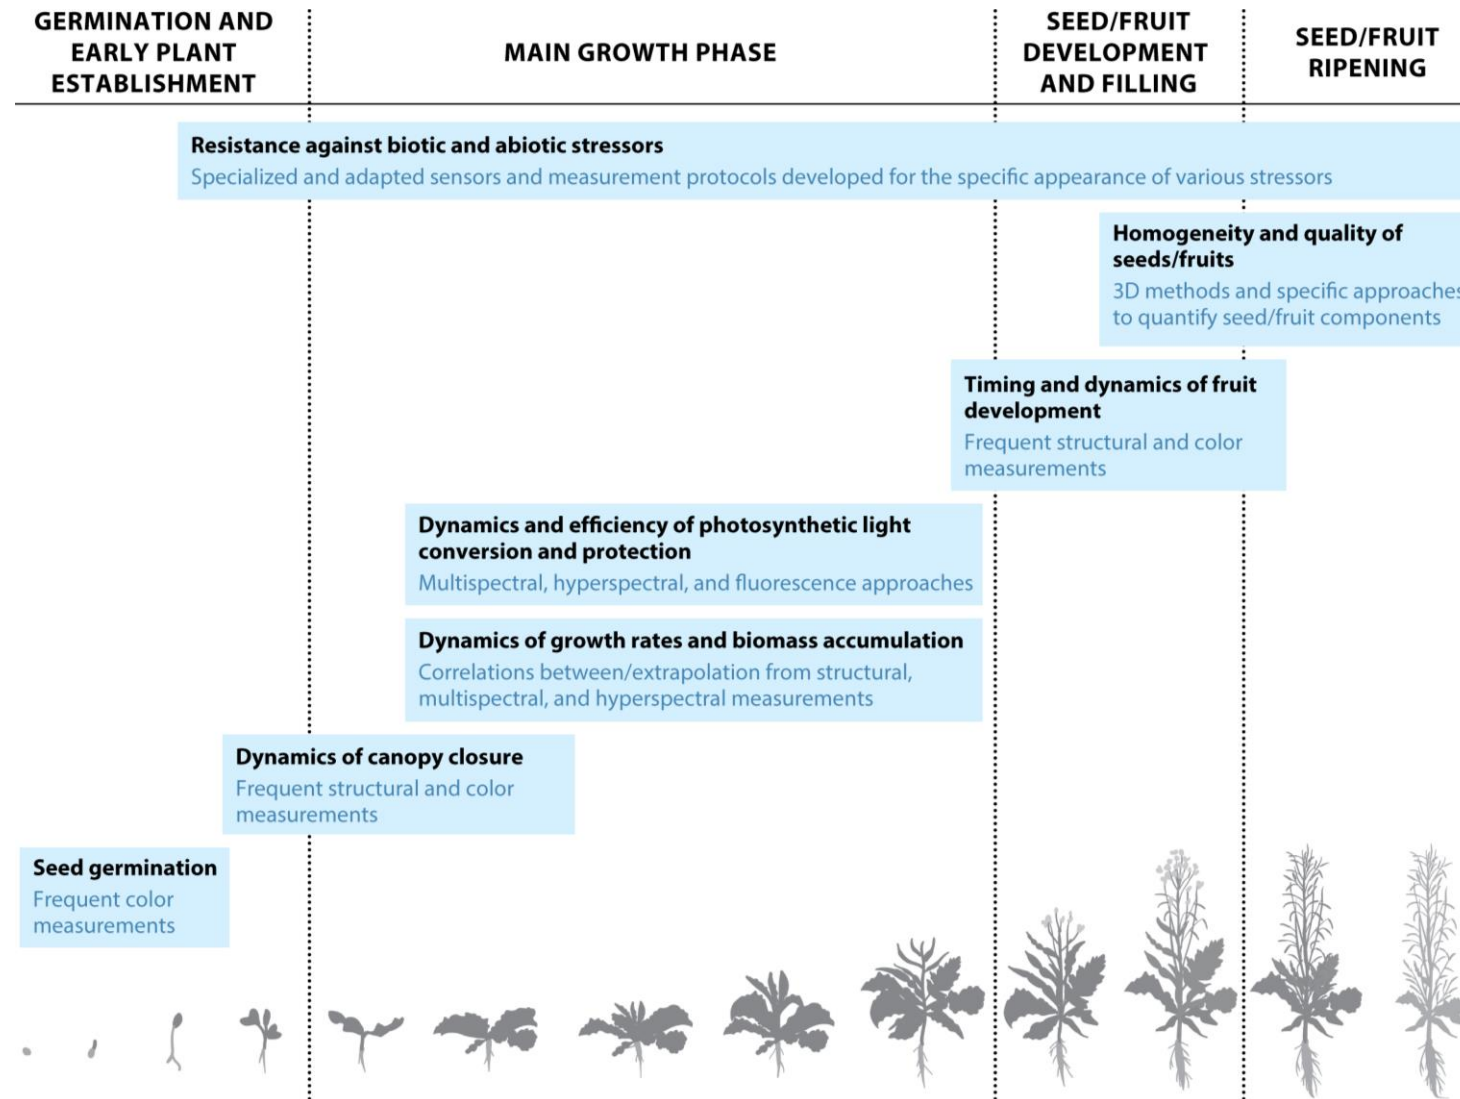 GERMINATION AND
EARLY PLANT
ESTABLISHMENT
MAIN GROWTH PHASE
SEED/FRUIT
DEVELOPMENT
AND FILLING
SEED/FRUIT
RIPENING
Resistance against biotic and abiotic stressors
Specialized and adapted sensors and measurement protocols developed for the specific appearance of various stressors
Homogeneity and quality of
seeds/fruits
3D methods and specific approaches
to quantify seed/fruit components
Timing and dynamics of fruit
development
Frequent structural and color
measurements
Dynamics and efficiency of photosynthetic light
conversion and protection
Multispectral, hyperspectral, and fluorescence approaches
Dynamics of growth rates and biomass accumulation
Correlations between/extrapolation from structural,
multispectral, and hyperspectral measurements
Dynamics of canopy closure
Frequent structural and color
measurements
Seed germination
Frequent color
measurements